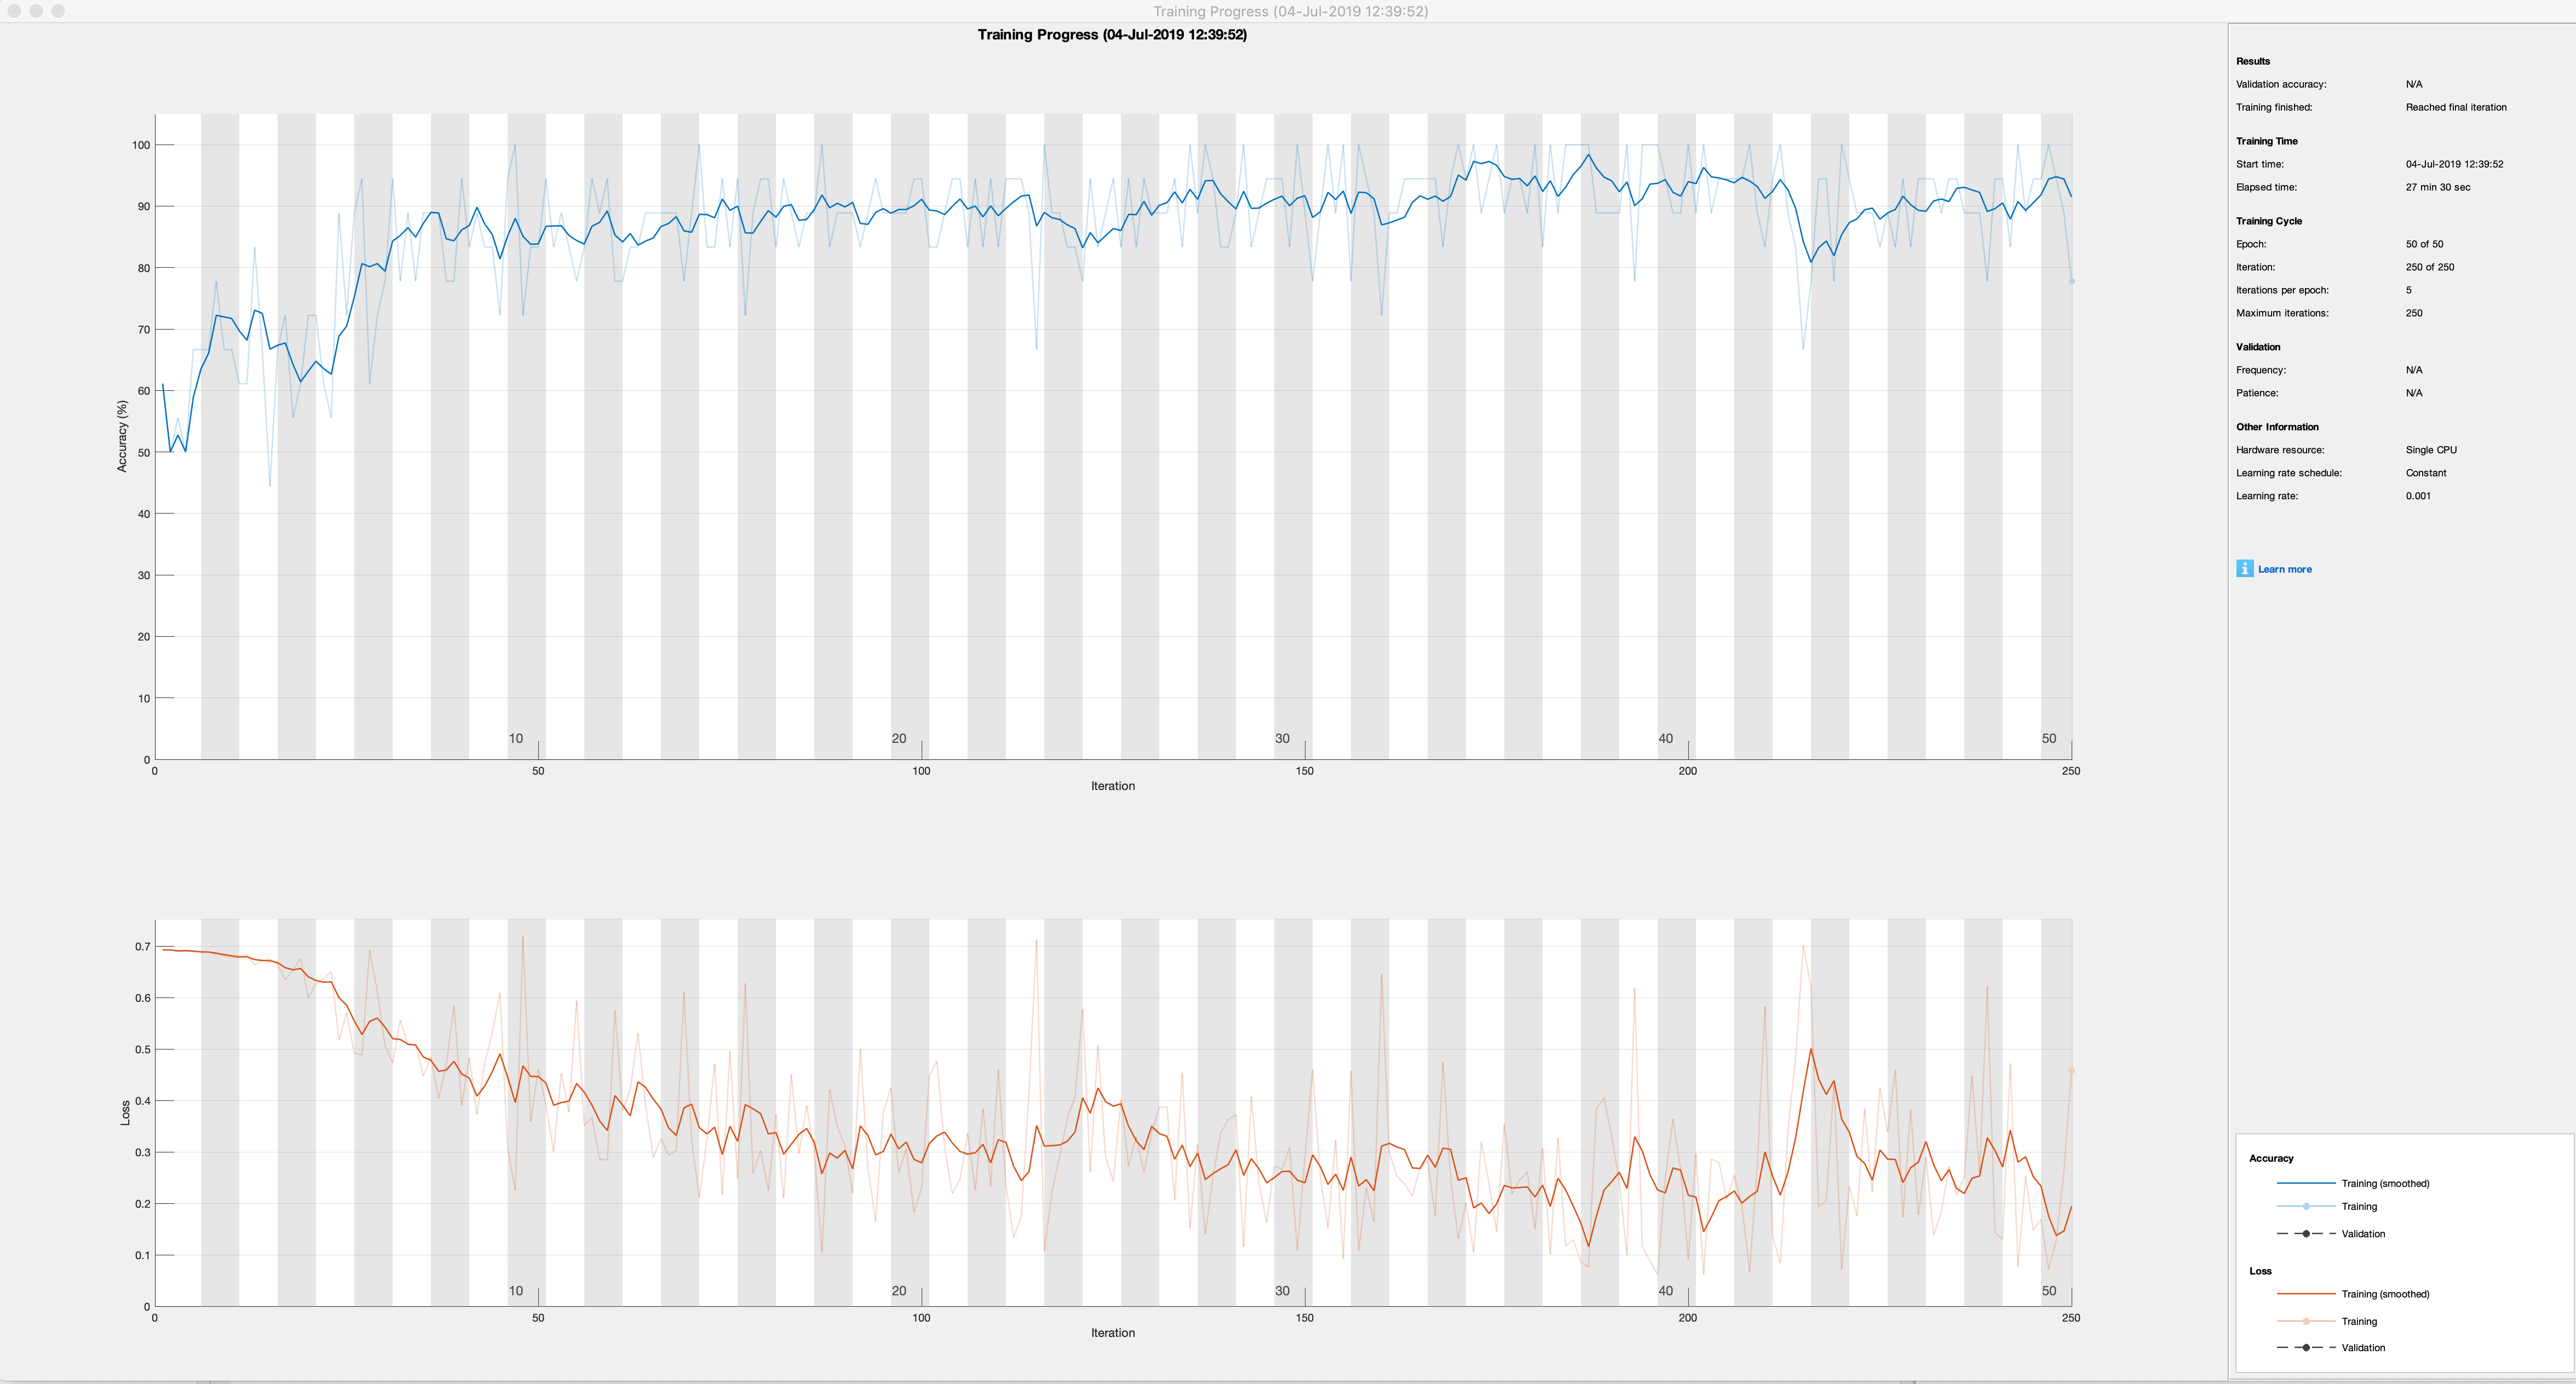 Training Progress (04-Jul-2019 12:39:52)
Training Progress (04-Jul-2019 12:39:52)
100
90
80
70
60
50
40
30
20
10
0
Accuracy (%)
10 20 30 40 50
0 50 100 150 200 250
Iteration
0.7
0.6
0.5
0.4
0.3
0.2
0.1
0
Loss
10 20 30 40 50
0 50 100 150 200 250
Iteration
Results
Validation accuracy: N/A
Training finished: Reached final iteration
Training Time
Start time: 04-Jul-2019 12:39:52
Elapsed time: 27 min 30 sec
Training Cycle
Epoch: 50 of 50
Iteration: 250 of 250
Iterations per epoch: 5
Maximum iterations: 250
Validation
Frequency: N/A
Patience: N/A
Other Information
Hardware resource: Single CPU
Learning rate schedule: Constant
Learning rate: 0.001
i Learn more
Accuracy
Training (smoothed)
Training
Validation
Loss
Training (smoothed)
Training
Validation